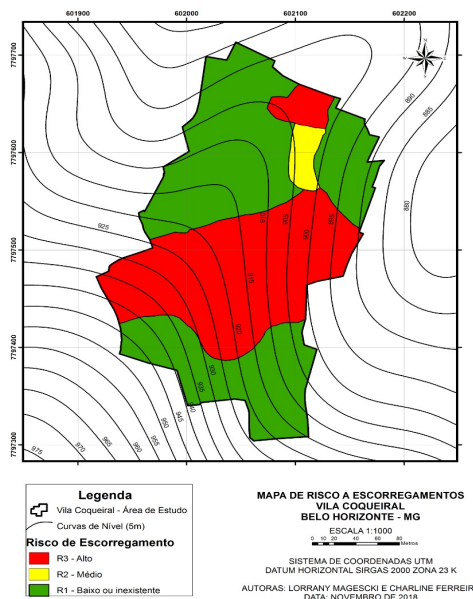 601900 602000 602100 602200
7797700
7797600
7797500
7797400
7797300
N
W E
S
890
885
880
910
905
900
895
925
915
920
930
935
940
945
950
955
960
965
970
975
Legenda
Vila Coqueiral - Área de Estudo
Curvas de Nível (5m)
Risco de Escorregamento
R3 - Alto
R2 - Médio
R1 - Baixo ou inexistente
MAPA DE RISCO A ESCORREGAMENTOS
VILA COQUEIRAL
BELO HORIZONTE - MG
ESCALA 1:1000
0 10 20 40 60 80
Metros
SISTEMA DE COORDENADAS UTM
DATUM HORIZONTAL SIRGAS 2000 ZONA 23 K
AUTORAS: LORRANY MAGESCKI E CHARLINE FERREIR
DATA: NOVEMBRO DE 2018